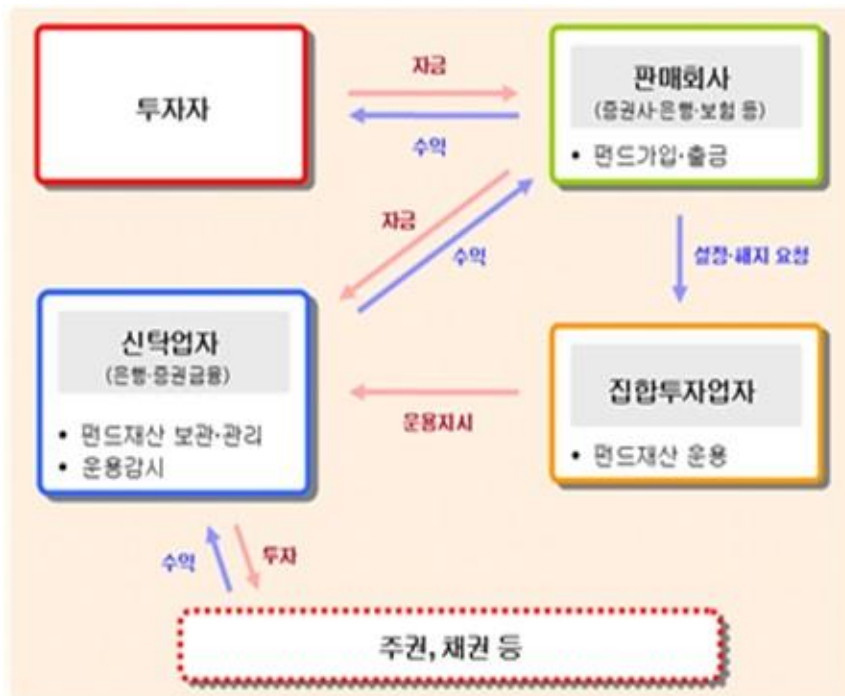 투자자
자금
수익
판매회사
(증권사·은행·보험 등)
• 펀드가입·출금
자금
수익
설정·해지 요청
신탁업자
(은행·증권금융)
• 펀드재산 보관·관리
• 운용감시
운용지시
집합투자업자
• 펀드재산 운용
수익
투자
주권, 채권 등